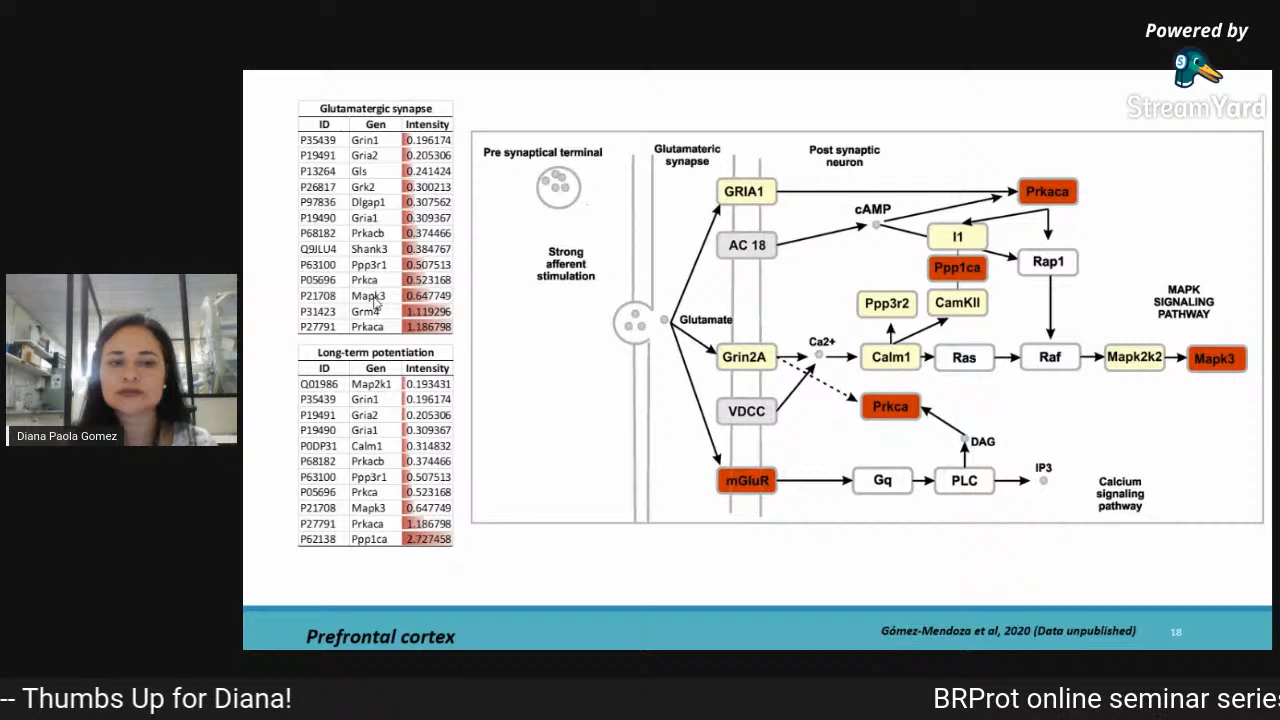 Powered by
StreamYard
Glutamatergic synapse
ID Gen Intensity
P35439 Grin1 0.196174
P19491 Gria2 0.205306
P13264 Gls 0.241424
P26817 Grk2 0.300213
P97836 Dlgap1 0.307562
P19490 Gria1 0.309367
P68182 Prkacb 0.374466
Q9JLU4 Shank3 0.384767
P63100 Ppp3r1 0.507513
P05696 Prkca 0.523168
P21708 Mapk3 0.647749
P31423 Grm4 1.119296
P27791 Prkaca 1.186798
Long-term potentiation
ID Gen Intensity
Q01986 Map2k1 0.193431
P35439 Grin1 0.196174
P19491 Gria2 0.205306
P19490 Gria1 0.309367
P0DP31 Calm1 0.314832
P68182 Prkacb 0.374466
P63100 Ppp3r1 0.507513
P05696 Prkca 0.523168
P21708 Mapk3 0.647749
P27791 Prkaca 1.186798
P62138 Ppp1ca 2.727458
Pre synaptical terminal
Glutamateric
synapse
Post synaptic
neuron
Strong
afferent
stimulation
Glutamate
GRIA1
Prkaca
AC 18
cAMP
I1
Ppp1ca
Rap1
Ppp3r2
CamKII
MAPK
SIGNALING
PATHWAY
Grin2A
Ca2+
Calm1
Ras
Raf
Mapk2k2
Mapk3
VDCC
Prkca
DAG
mGluR
Gq
PLC
IP3
Calcium
signaling
pathway
Prefrontal cortex
Gómez-Mendoza et al, 2020 (Data unpublished)
18
Diana Paola Gomez
-- Thumbs Up for Diana!
BRProt online seminar series